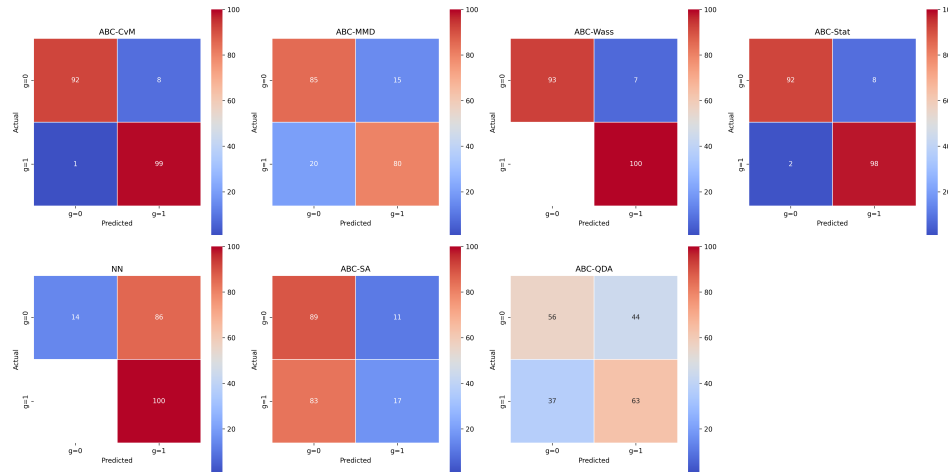 ABC-CvM
92
8
1
99
g=0
g=1
Actual
g=0
g=1
Predicted
100
80
60
40
20
ABC-MMD
85
15
20
80
g=0
g=1
Actual
g=0
g=1
Predicted
100
80
60
40
20
ABC-Wass
93
7
100
g=0
g=1
Actual
g=0
g=1
Predicted
100
80
60
40
20
ABC-Stat
92
8
2
98
g=0
g=1
Actual
g=0
g=1
Predicted
20
NN
14
86
100
g=0
g=1
Actual
g=0
g=1
Predicted
100
80
60
40
20
ABC-SA
89
11
83
17
g=0
g=1
Actual
g=0
g=1
Predicted
100
80
60
40
20
ABC-QDA
56
44
37
63
g=0
g=1
Actual
g=0
g=1
Predicted
100
80
60
40
20